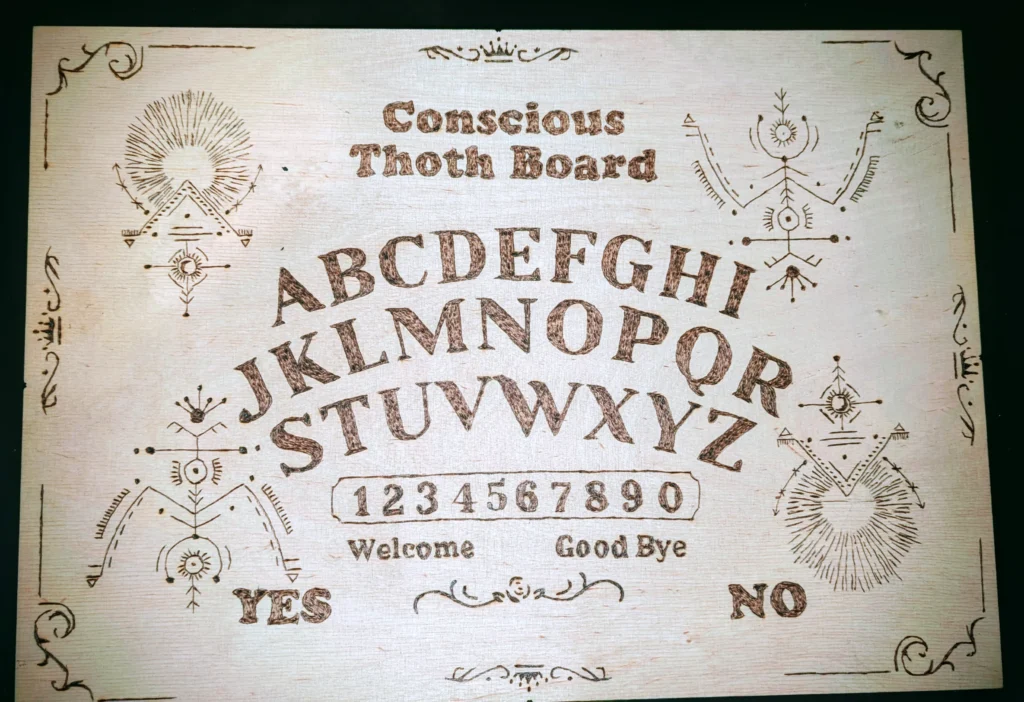 Conscious
Thoth Board
ABCDEFGHI
JKLMNOPQR
STUVWXYZ
1234567890
Welcome Good Bye
YES NO